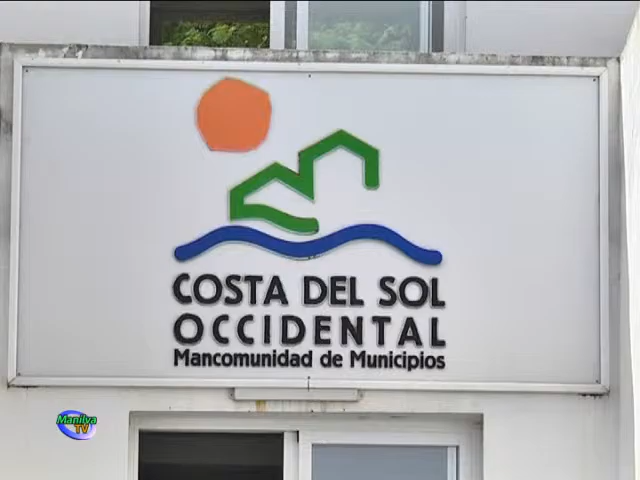 COSTA DEL SOL
OCCIDENTAL
Mancomunidad de Municipios
Manilva
TV